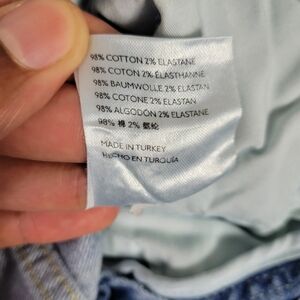 98% COTTON 2% ELASTANE
98% COTON 2% ELASTHANNE
98% BAUMWOLLE 2% ELASTAN
98% COTONE 2% ELASTAN
98% ALGODÓN 2% ELASTANE
98% 棉 2% 氨纶
MADE IN TURKEY
HECHO EN TURQUÍA